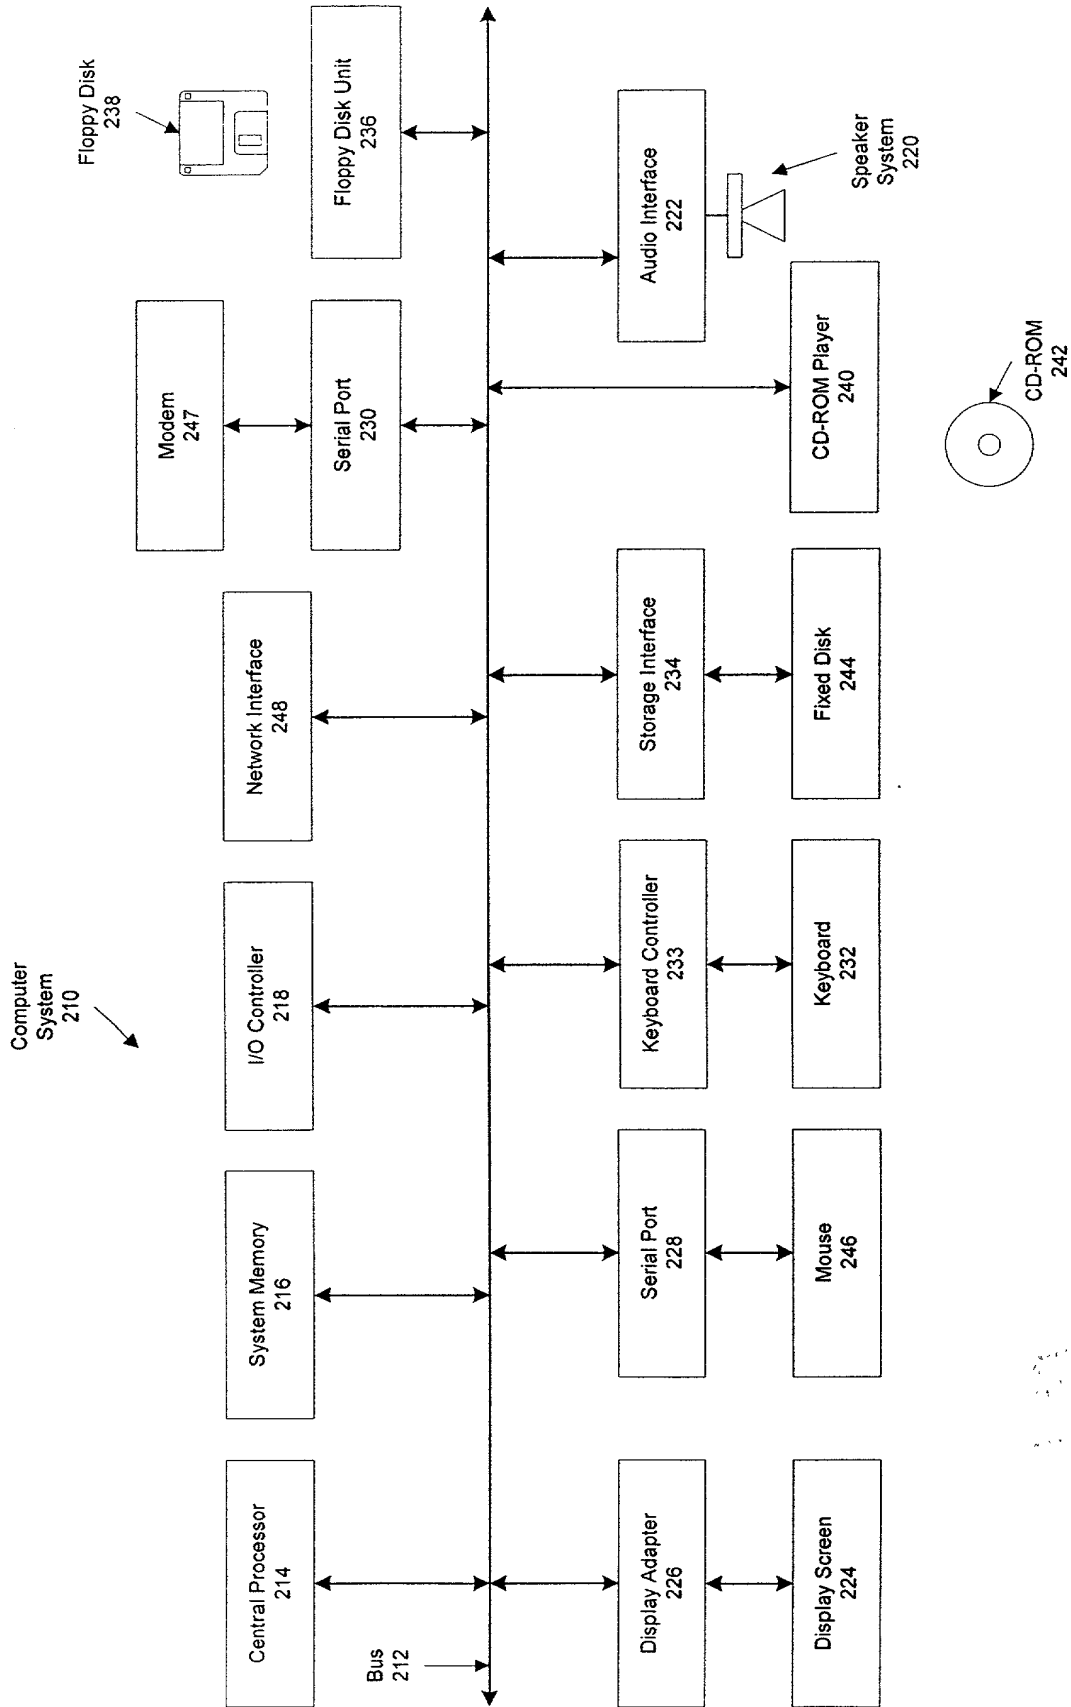 Computer
System
210
Floppy Disk
238
Modem
247
Central Processor
214
System Memory
216
I/O Controller
218
Network Interface
248
Serial Port
230
Floppy Disk Unit
236
Bus
212
Display Adapter
226
Serial Port
228
Keyboard Controller
233
Storage Interface
234
Audio Interface
222
Display Screen
224
Mouse
246
Keyboard
232
Fixed Disk
244
CD-ROM Player
240
Speaker
System
220
CD-ROM
242